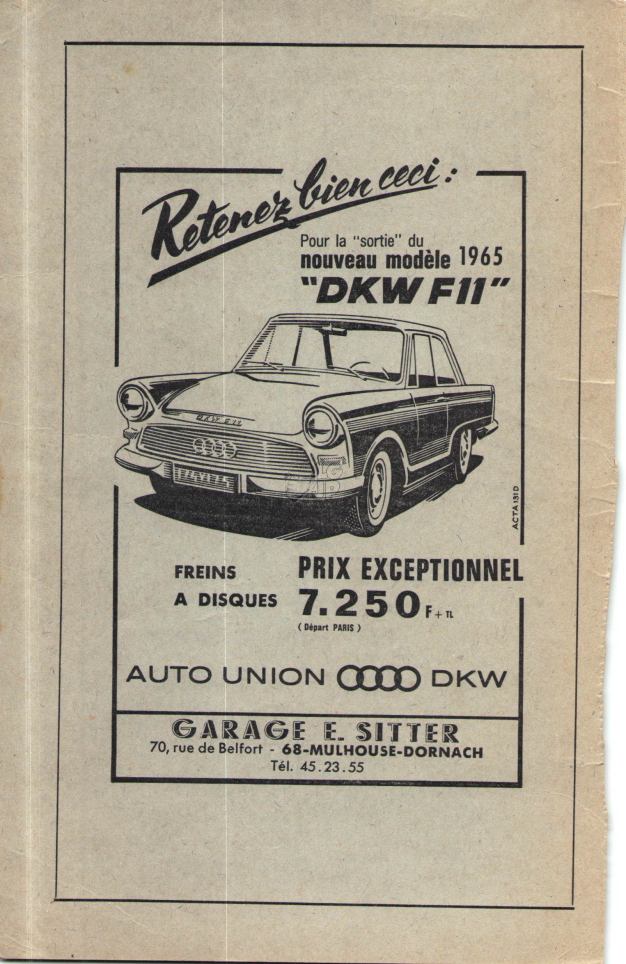 Retenez bien ceci :
Pour la "sortie" du
nouveau modèle 1965
"DKW F11"
ACTA 131 D
FREINS
A DISQUES
PRIX EXCEPTIONNEL
7.250 F + TL
( Départ PARIS )
AUTO UNION DKW
GARAGE E. SITTER
70, rue de Belfort - 68-MULHOUSE-DORNACH
Tél. 45.23.55